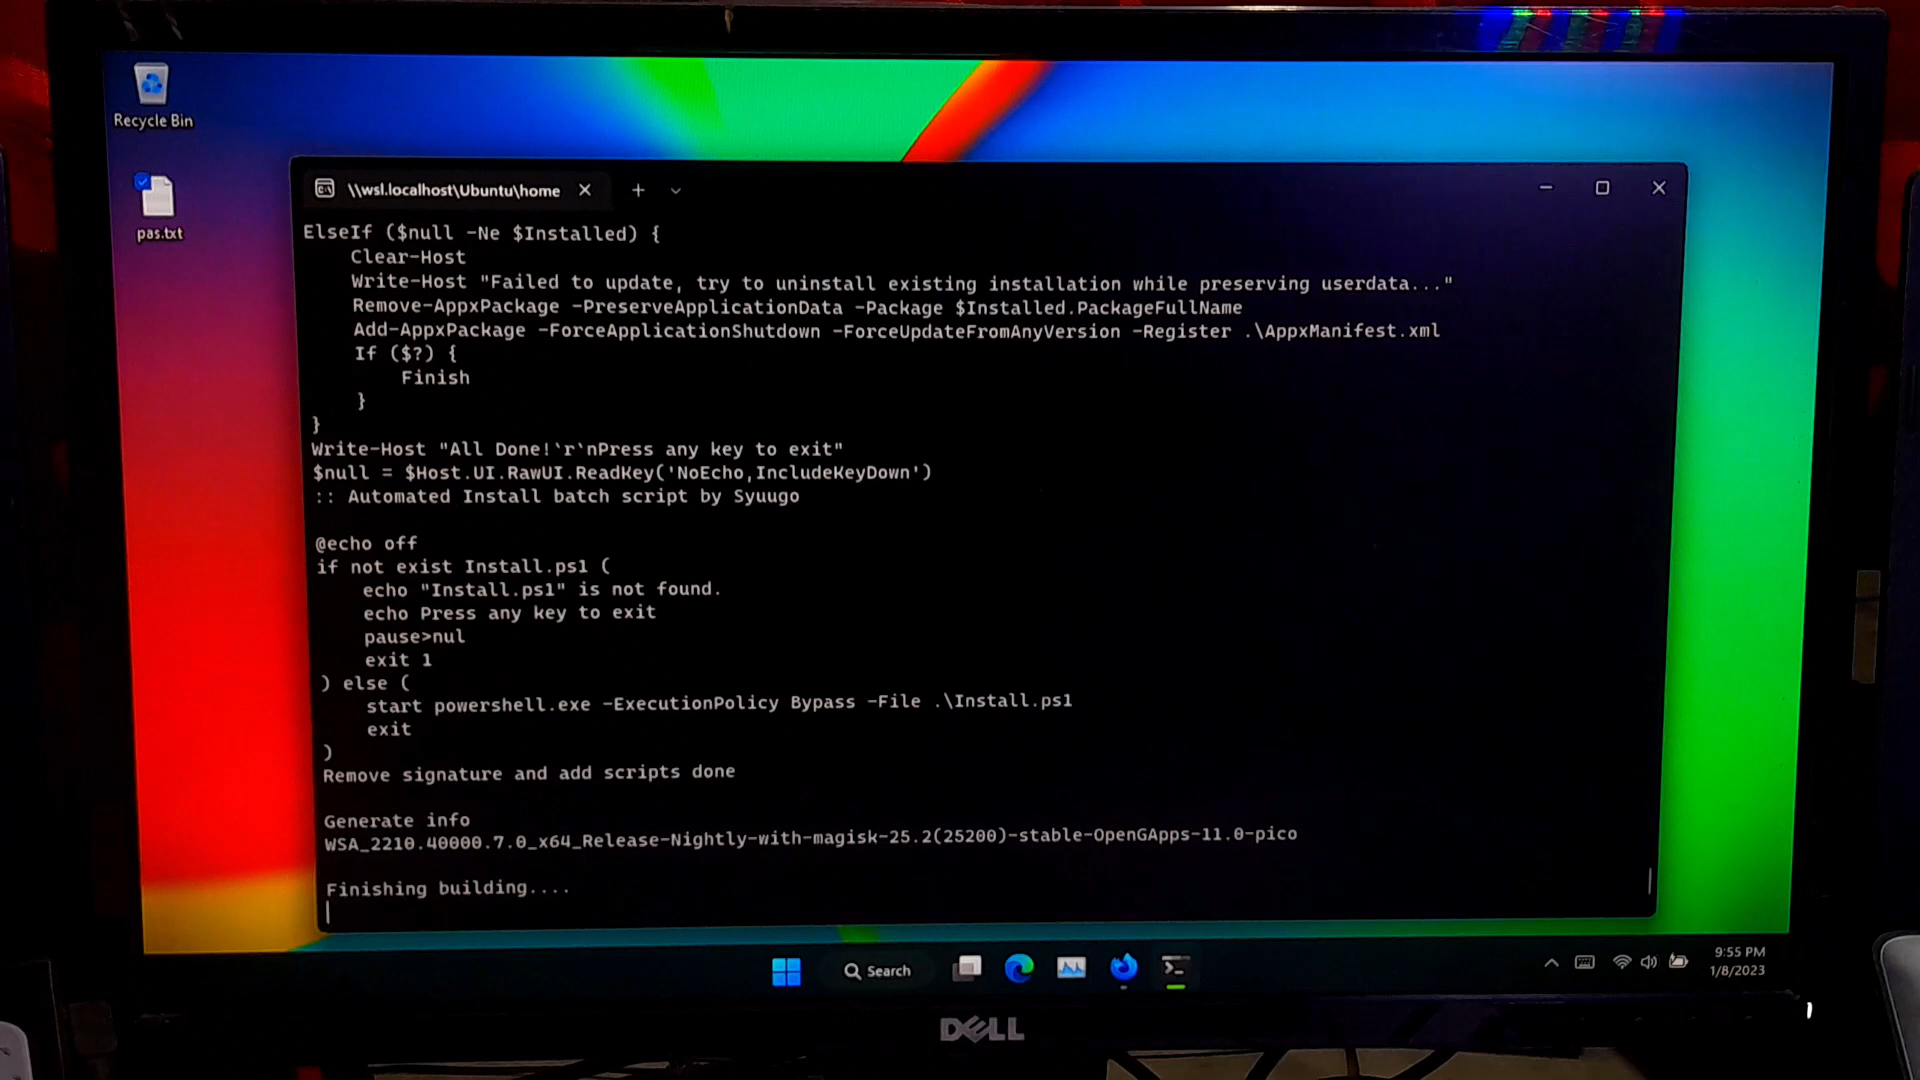 Recycle Bin
pas.txt
\\wsl.localhost\Ubuntu\home
ElseIf ($null -Ne $Installed) {
    Clear-Host
    Write-Host "Failed to update, try to uninstall existing installation while preserving userdata..."
    Remove-AppxPackage -PreserveApplicationData -Package $Installed.PackageFullName
    Add-AppxPackage -ForceApplicationShutdown -ForceUpdateFromAnyVersion -Register .\AppxManifest.xml
    If ($?) {
        Finish
    }
}
Write-Host "All Done!`r`nPress any key to exit"
$null = $Host.UI.RawUI.ReadKey('NoEcho,IncludeKeyDown')
:: Automated Install batch script by Syuugo
@echo off
if not exist Install.ps1 (
    echo "Install.ps1" is not found.
    echo Press any key to exit
    pause>nul
    exit 1
) else (
    start powershell.exe -ExecutionPolicy Bypass -File .\Install.ps1
    exit
)
Remove signature and add scripts done
Generate info
WSA_2210.40000.7.0_x64_Release-Nightly-with-magisk-25.2(25200)-stable-OpenGApps-11.0-pico
Finishing building....
Search
9:55 PM
1/8/2023
DELL